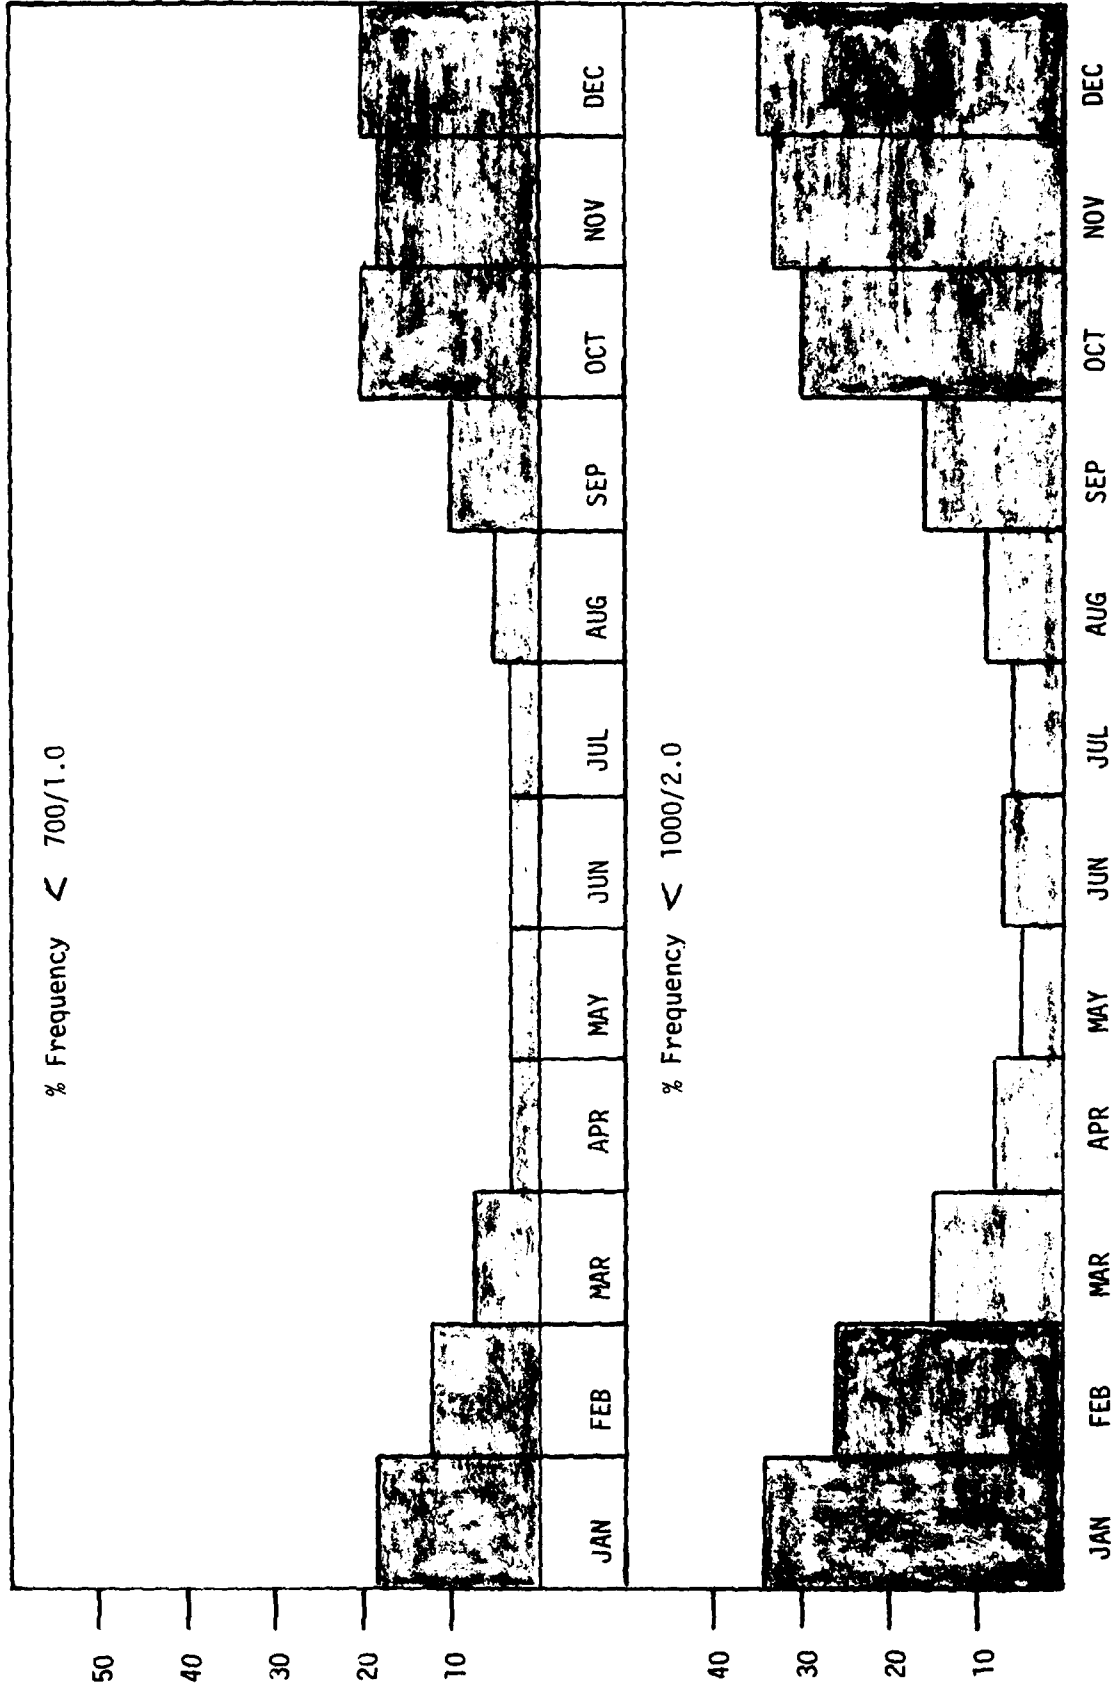 % Frequency < 700/1.0
50
40
30
20
10
JAN FEB MAR APR MAY JUN JUL AUG SEP OCT NOV DEC
% Frequency < 1000/2.0
40
30
20
10
JAN FEB MAR APR MAY JUN JUL AUG SEP OCT NOV DEC